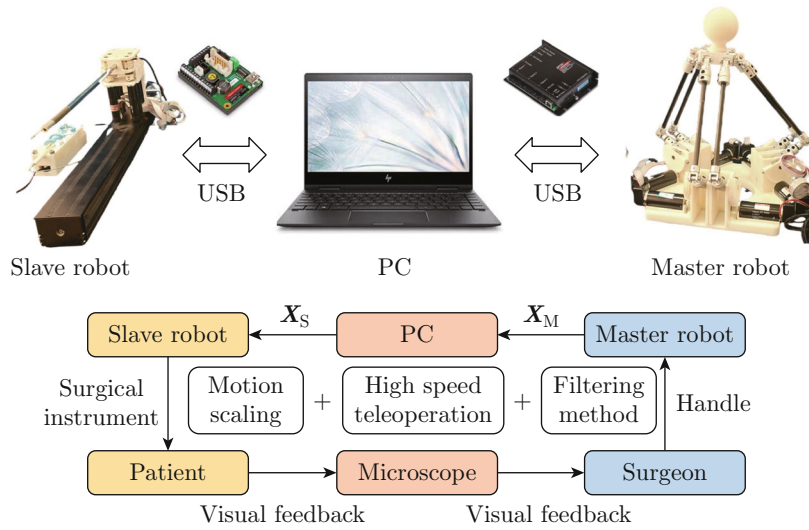 USB
USB
Slave robot
PC
Master robot
X_S
X_M
Slave robot
PC
Master robot
Surgical
instrument
Motion
scaling
+
High speed
teleoperation
+
Filtering
method
Handle
Patient
Microscope
Surgeon
Visual feedback
Visual feedback